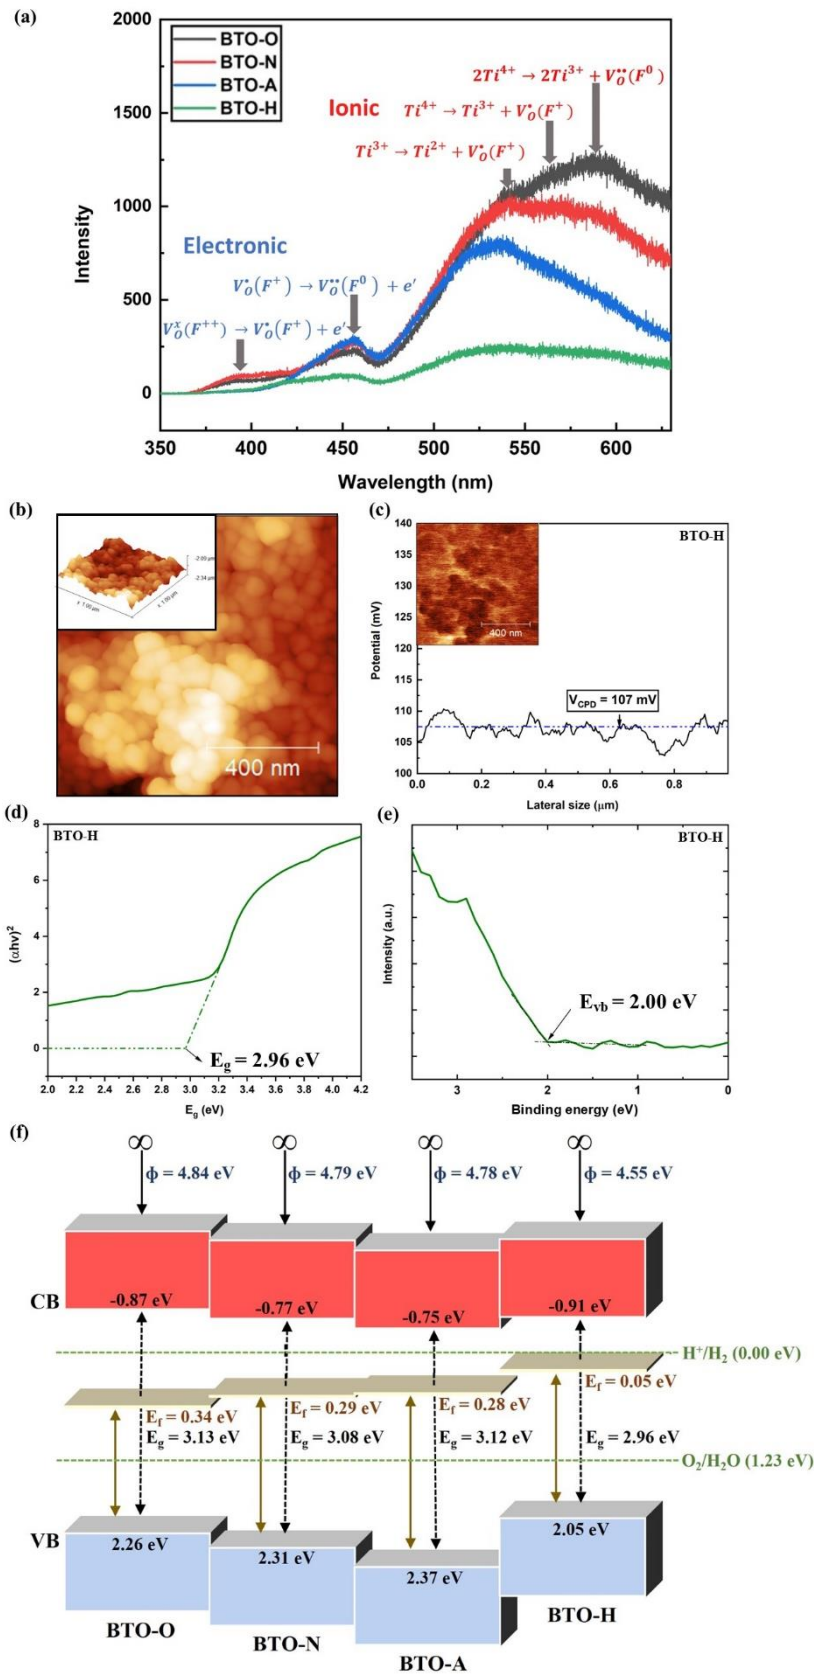 (a)
2000
1500
1000
500
0
Intensity
BTO-O
BTO-N
BTO-A
BTO-H
2Ti⁴⁺ → 2Ti³⁺ + V_O^••(F⁰)
Ionic
Ti⁴⁺ → Ti³⁺ + V_O^•(F⁺)
Ti³⁺ → Ti²⁺ + V_O^•(F⁺)
Electronic
V_O^•(F⁺) → V_O^••(F⁰) + e′
V_O^x(F⁺⁺) → V_O^•(F⁺) + e′
350 400 450 500 550 600
Wavelength (nm)
(b)
-2.09 µm
-2.34 µm
x: 1.00 µm
400 nm
(c)
BTO-H
140
135
130
125
120
115
110
105
100
Potential (mV)
400 nm
V_CPD = 107 mV
0.0 0.2 0.4 0.6 0.8
Lateral size (µm)
(d)
BTO-H
8
6
4
2
0
(αhν)²
E_g = 2.96 eV
2.0 2.2 2.4 2.6 2.8 3.0 3.2 3.4 3.6 3.8 4.0 4.2
E_g (eV)
(e)
BTO-H
Intensity (a.u.)
E_vb = 2.00 eV
3 2 1 0
Binding energy (eV)
(f)
∞ ∞ ∞ ∞
ϕ = 4.84 eV ϕ = 4.79 eV ϕ = 4.78 eV ϕ = 4.55 eV
CB
-0.87 eV -0.77 eV -0.75 eV -0.91 eV
H⁺/H₂ (0.00 eV)
E_f = 0.34 eV E_f = 0.29 eV E_f = 0.28 eV E_f = 0.05 eV
E_g = 3.13 eV E_g = 3.08 eV E_g = 3.12 eV E_g = 2.96 eV
O₂/H₂O (1.23 eV)
VB
2.26 eV 2.31 eV 2.37 eV 2.05 eV
BTO-O BTO-N BTO-A BTO-H